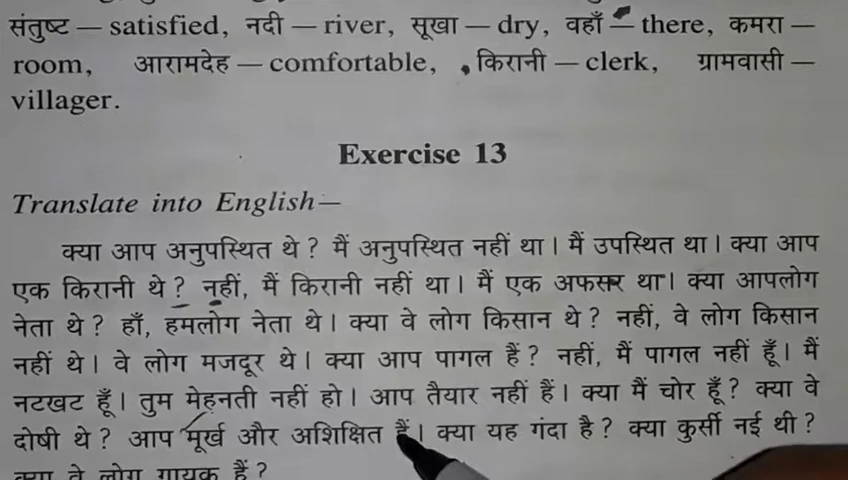 संतुष्ट — satisfied, नदी — river, सूखा — dry, वहाँ — there, कमरा —
room, आरामदेह — comfortable, किरानी — clerk, ग्रामवासी —
villager.
Exercise 13
Translate into English—
क्या आप अनुपस्थित थे ? मैं अनुपस्थित नहीं था। मैं उपस्थित था। क्या आप
एक किरानी थे ? नहीं, मैं किरानी नहीं था। मैं एक अफसर था। क्या आपलोग
नेता थे ? हाँ, हमलोग नेता थे। क्या वे लोग किसान थे ? नहीं, वे लोग किसान
नहीं थे। वे लोग मजदूर थे। क्या आप पागल हैं ? नहीं, मैं पागल नहीं हूँ। मैं
नटखट हूँ। तुम मेहनती नहीं हो। आप तैयार नहीं हैं। क्या मैं चोर हूँ ? क्या वे
दोषी थे ? आप मूर्ख और अशिक्षित हैं। क्या यह गंदा है ? क्या कुर्सी नई थी ?
क्या वे लोग गायक हैं ?